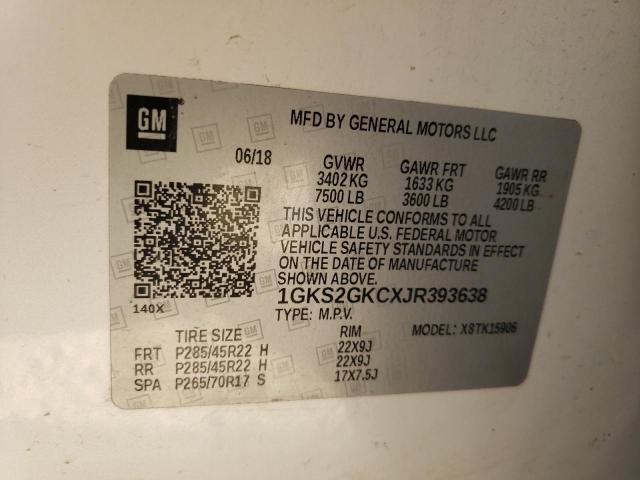 GM
MFD BY GENERAL MOTORS LLC
06/18 GVWR GAWR FRT GAWR RR
3402 KG 1633 KG 1905 KG
7500 LB 3600 LB 4200 LB
THIS VEHICLE CONFORMS TO ALL
APPLICABLE U.S. FEDERAL MOTOR
VEHICLE SAFETY STANDARDS IN EFFECT
ON THE DATE OF MANUFACTURE
SHOWN ABOVE.
1GKS2GKCXJR393638
140X
TYPE: M.P.V. MODEL: X8TK15906
TIRE SIZE RIM
FRT P285/45R22 H 22X9J
RR P285/45R22 H 22X9J
SPA P265/70R17 S 17X7.5J